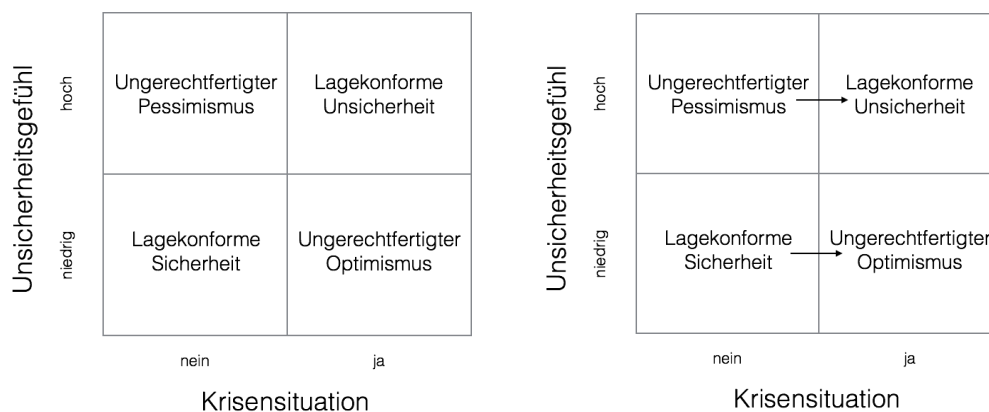 Unsicherheitsgefühl
hoch
niedrig
Ungerechtfertigter
Pessimismus
Lagekonforme
Unsicherheit
Lagekonforme
Sicherheit
Ungerechtfertigter
Optimismus
nein
ja
Krisensituation
Unsicherheitsgefühl
hoch
niedrig
Ungerechtfertigter
Pessimismus
Lagekonforme
Unsicherheit
Lagekonforme
Sicherheit
Ungerechtfertigter
Optimismus
nein
ja
Krisensituation